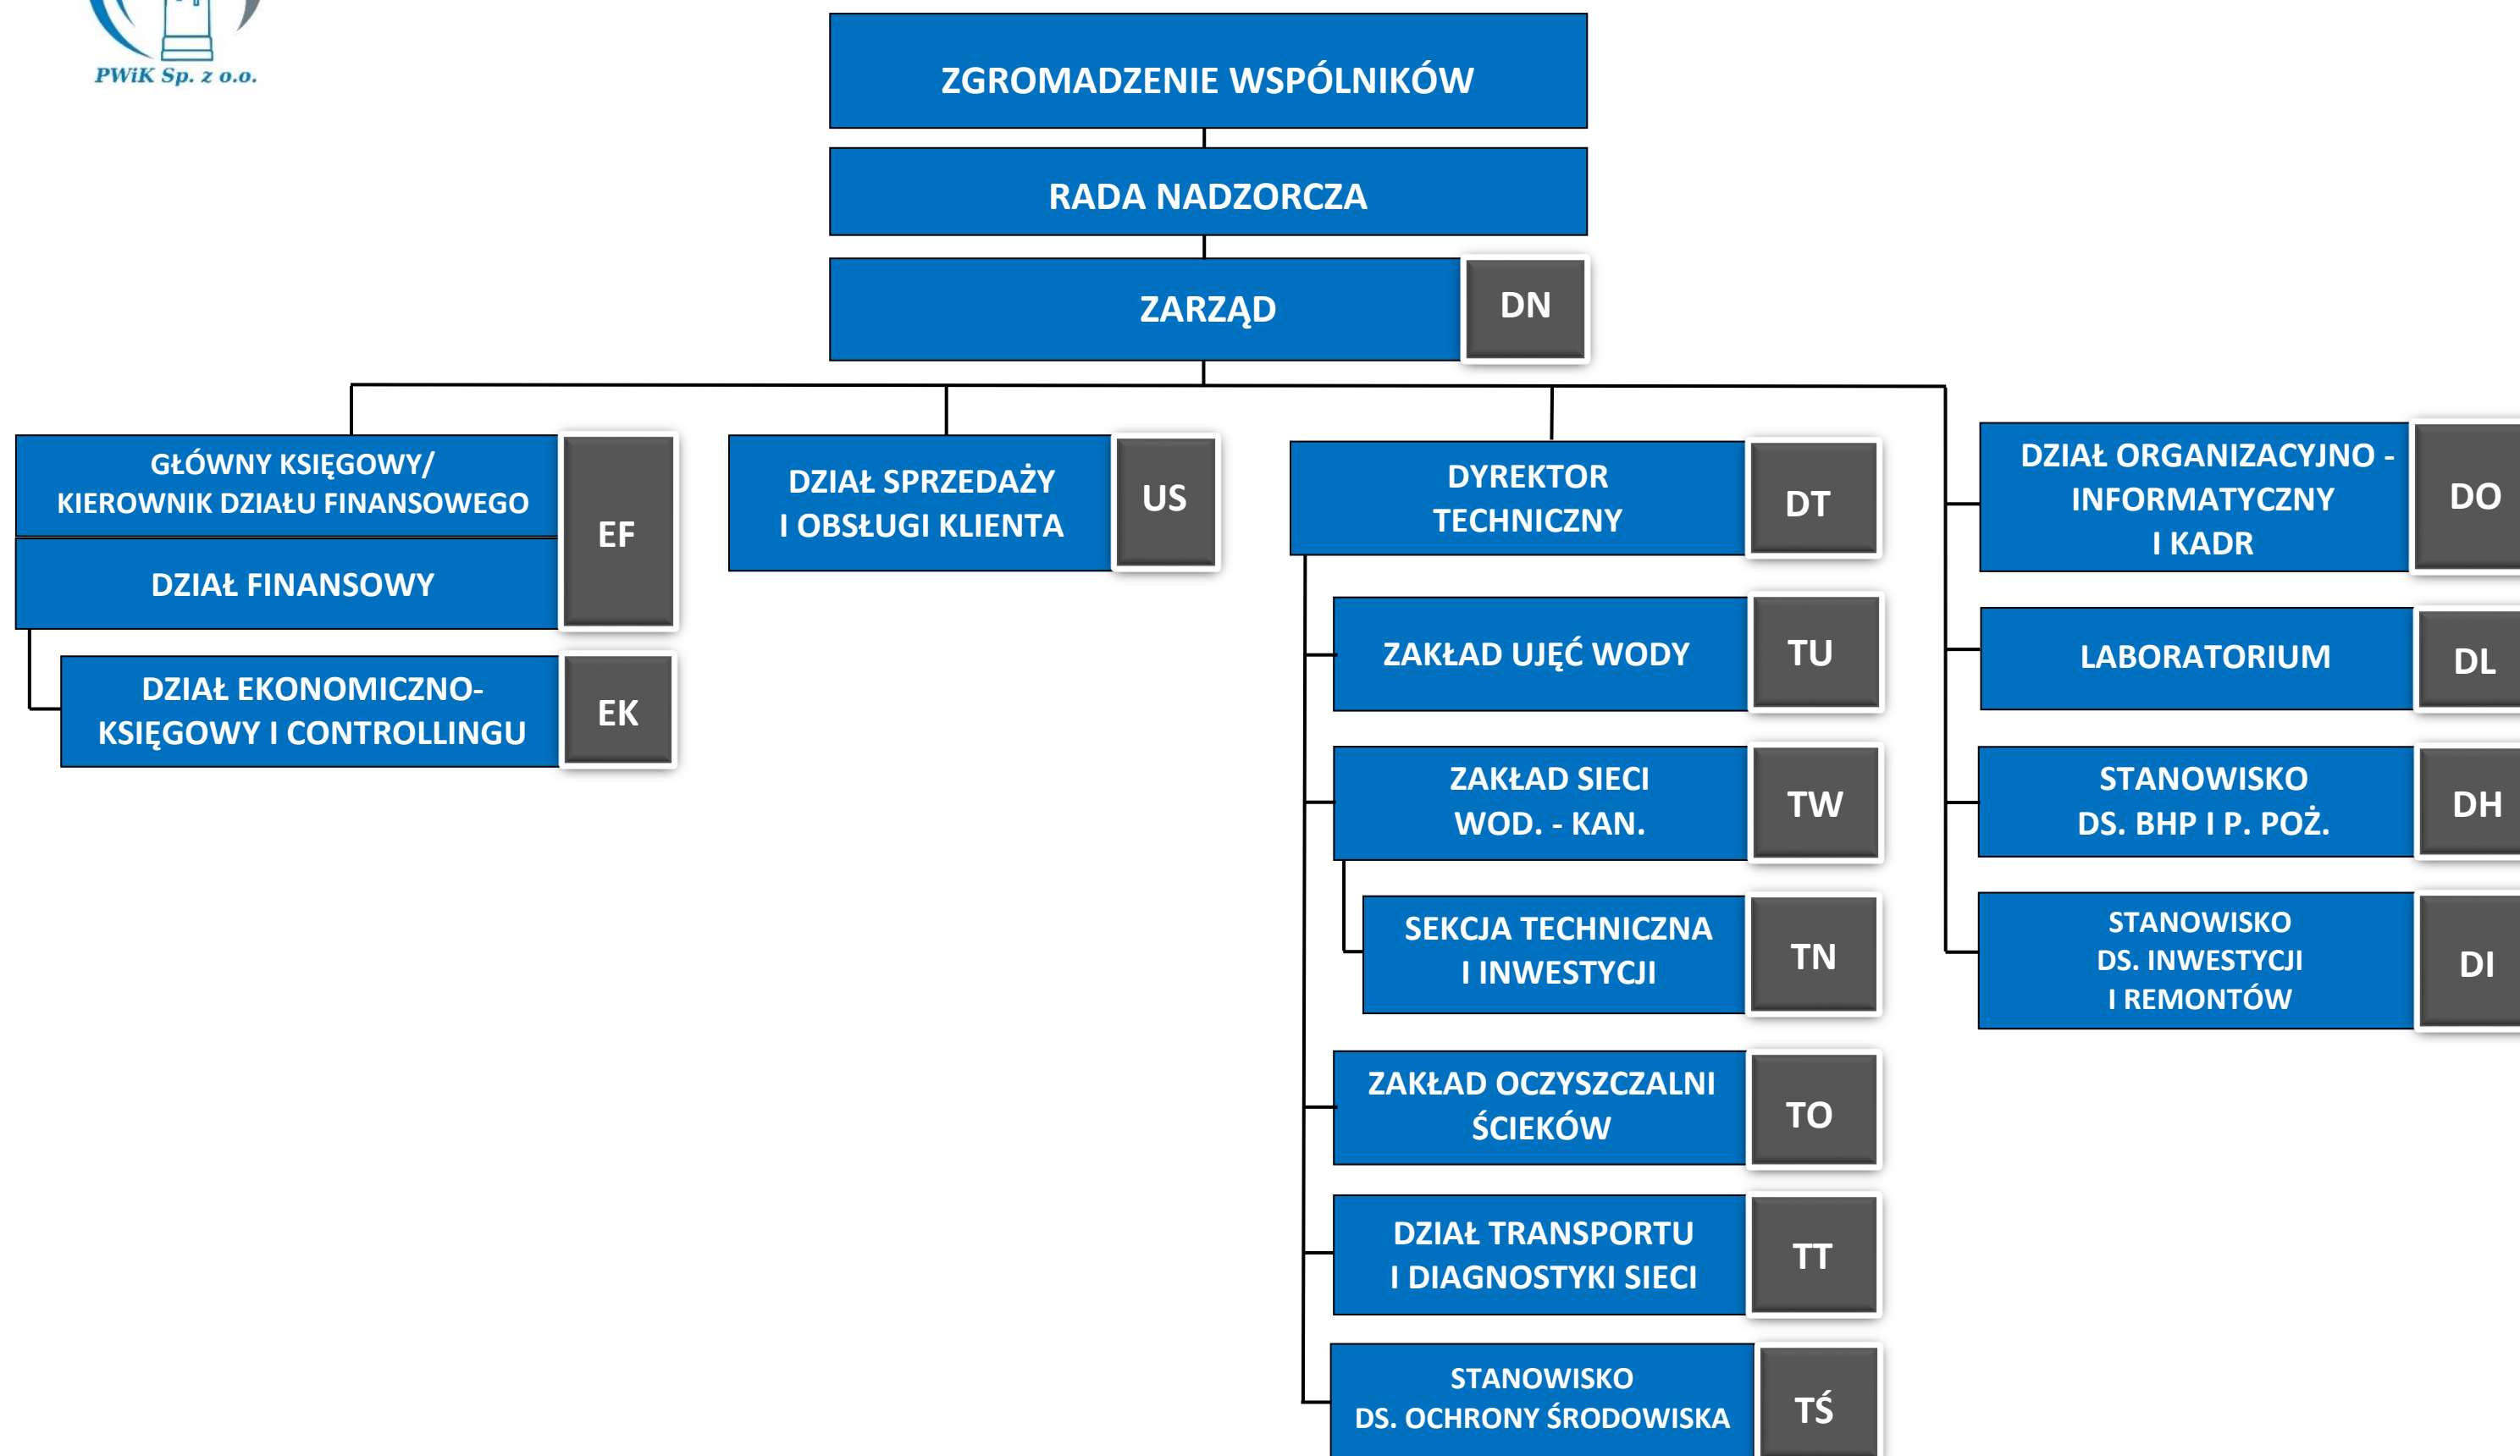 PWiK Sp. z o.o.
ZGROMADZENIE WSPÓLNIKÓW
RADA NADZORCZA
ZARZĄD
DN
GŁÓWNY KSIĘGOWY/
KIEROWNIK DZIAŁU FINANSOWEGO
DZIAŁ FINANSOWY
EF
DZIAŁ EKONOMICZNO-
KSIĘGOWY I CONTROLLINGU
EK
DZIAŁ SPRZEDAŻY
I OBSŁUGI KLIENTA
US
DYREKTOR
TECHNICZNY
DT
ZAKŁAD UJĘĆ WODY
TU
ZAKŁAD SIECI
WOD. - KAN.
TW
SEKCJA TECHNICZNA
I INWESTYCJI
TN
ZAKŁAD OCZYSZCZALNI
ŚCIEKÓW
TO
DZIAŁ TRANSPORTU
I DIAGNOSTYKI SIECI
TT
STANOWISKO
DS. OCHRONY ŚRODOWISKA
TŚ
DZIAŁ ORGANIZACYJNO -
INFORMATYCZNY
I KADR
DO
LABORATORIUM
DL
STANOWISKO
DS. BHP I P. POŻ.
DH
STANOWISKO
DS. INWESTYCJI
I REMONTÓW
DI